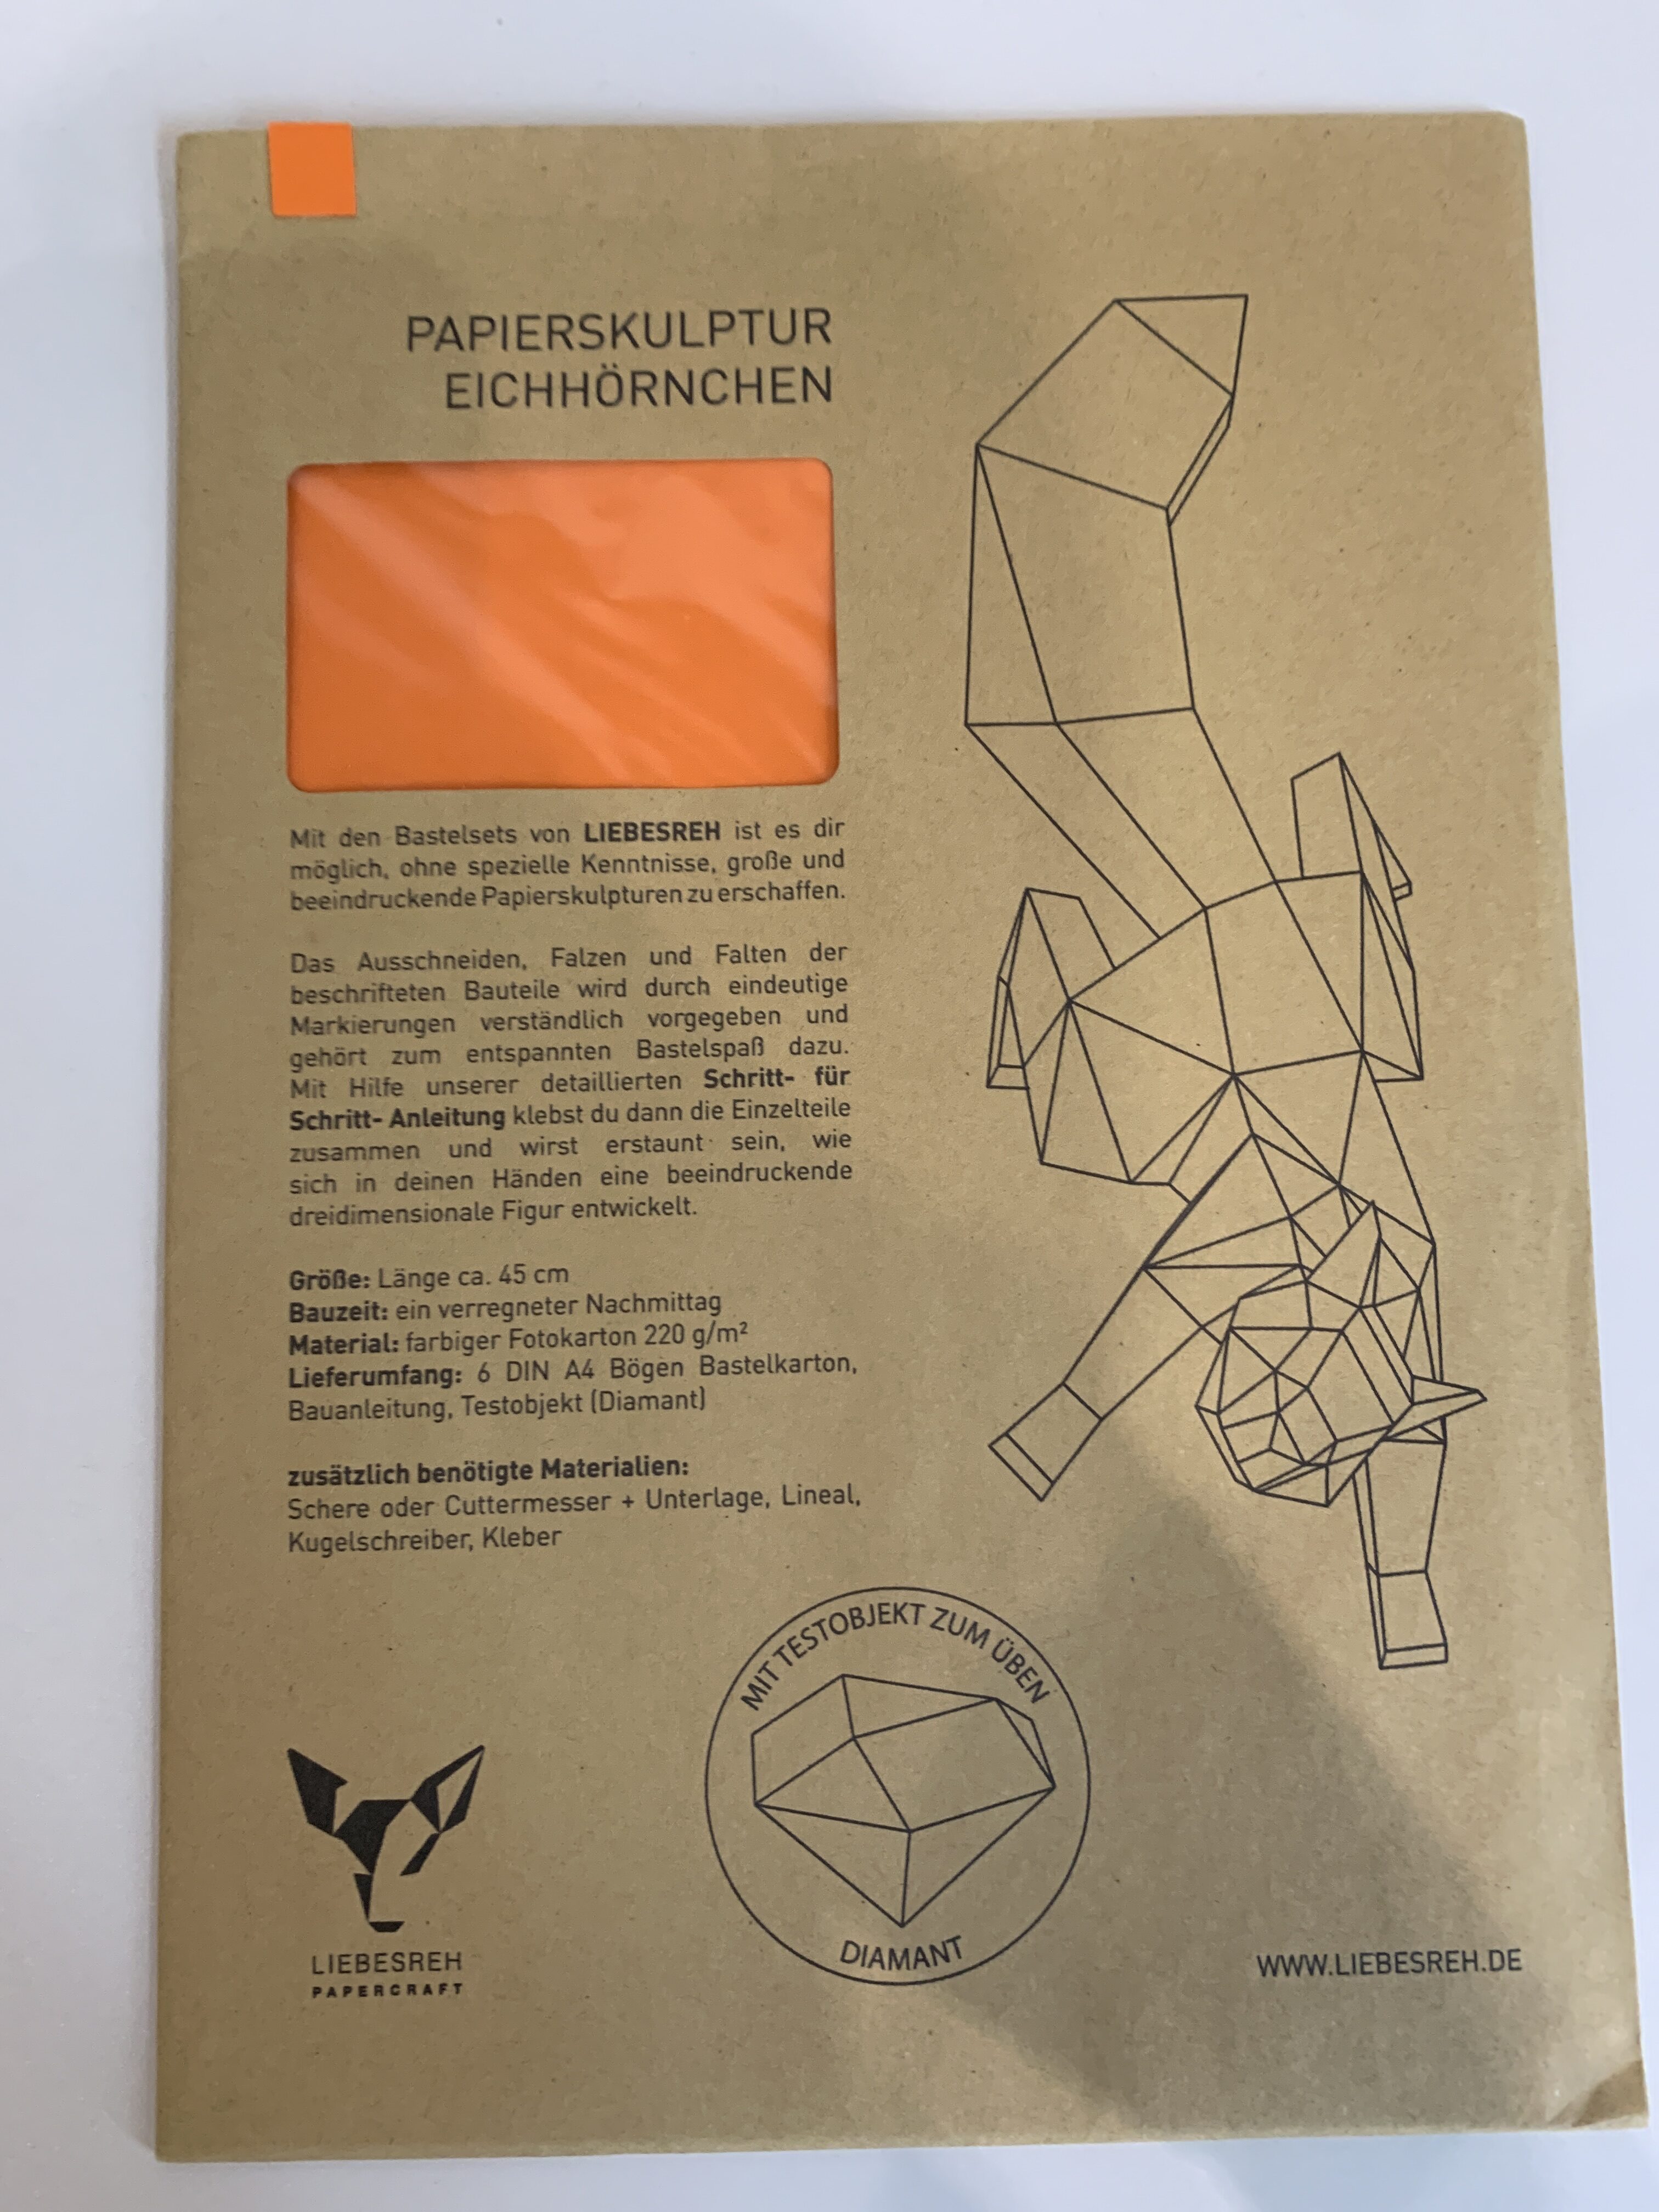 PAPIERSKULPTUR
EICHHÖRNCHEN
Mit den Bastelsets von LIEBESREH ist es dir
möglich, ohne spezielle Kenntnisse, große und
beeindruckende Papierskulpturen zu erschaffen.
Das Ausschneiden, Falzen und Falten der
beschrifteten Bauteile wird durch eindeutige
Markierungen verständlich vorgegeben und
gehört zum entspannten Bastelspaß dazu.
Mit Hilfe unserer detaillierten Schritt- für
Schritt- Anleitung klebst du dann die Einzelteile
zusammen und wirst erstaunt sein, wie
sich in deinen Händen eine beeindruckende
dreidimensionale Figur entwickelt.
Größe: Länge ca. 45 cm
Bauzeit: ein verregneter Nachmittag
Material: farbiger Fotokarton 220 g/m²
Lieferumfang: 6 DIN A4 Bögen Bastelkarton,
Bauanleitung, Testobjekt (Diamant)
zusätzlich benötigte Materialien:
Schere oder Cuttermesser + Unterlage, Lineal,
Kugelschreiber, Kleber
MIT TESTOBJEKT ZUM ÜBEN
DIAMANT
LIEBESREH
PAPERCRAFT
WWW.LIEBESREH.DE